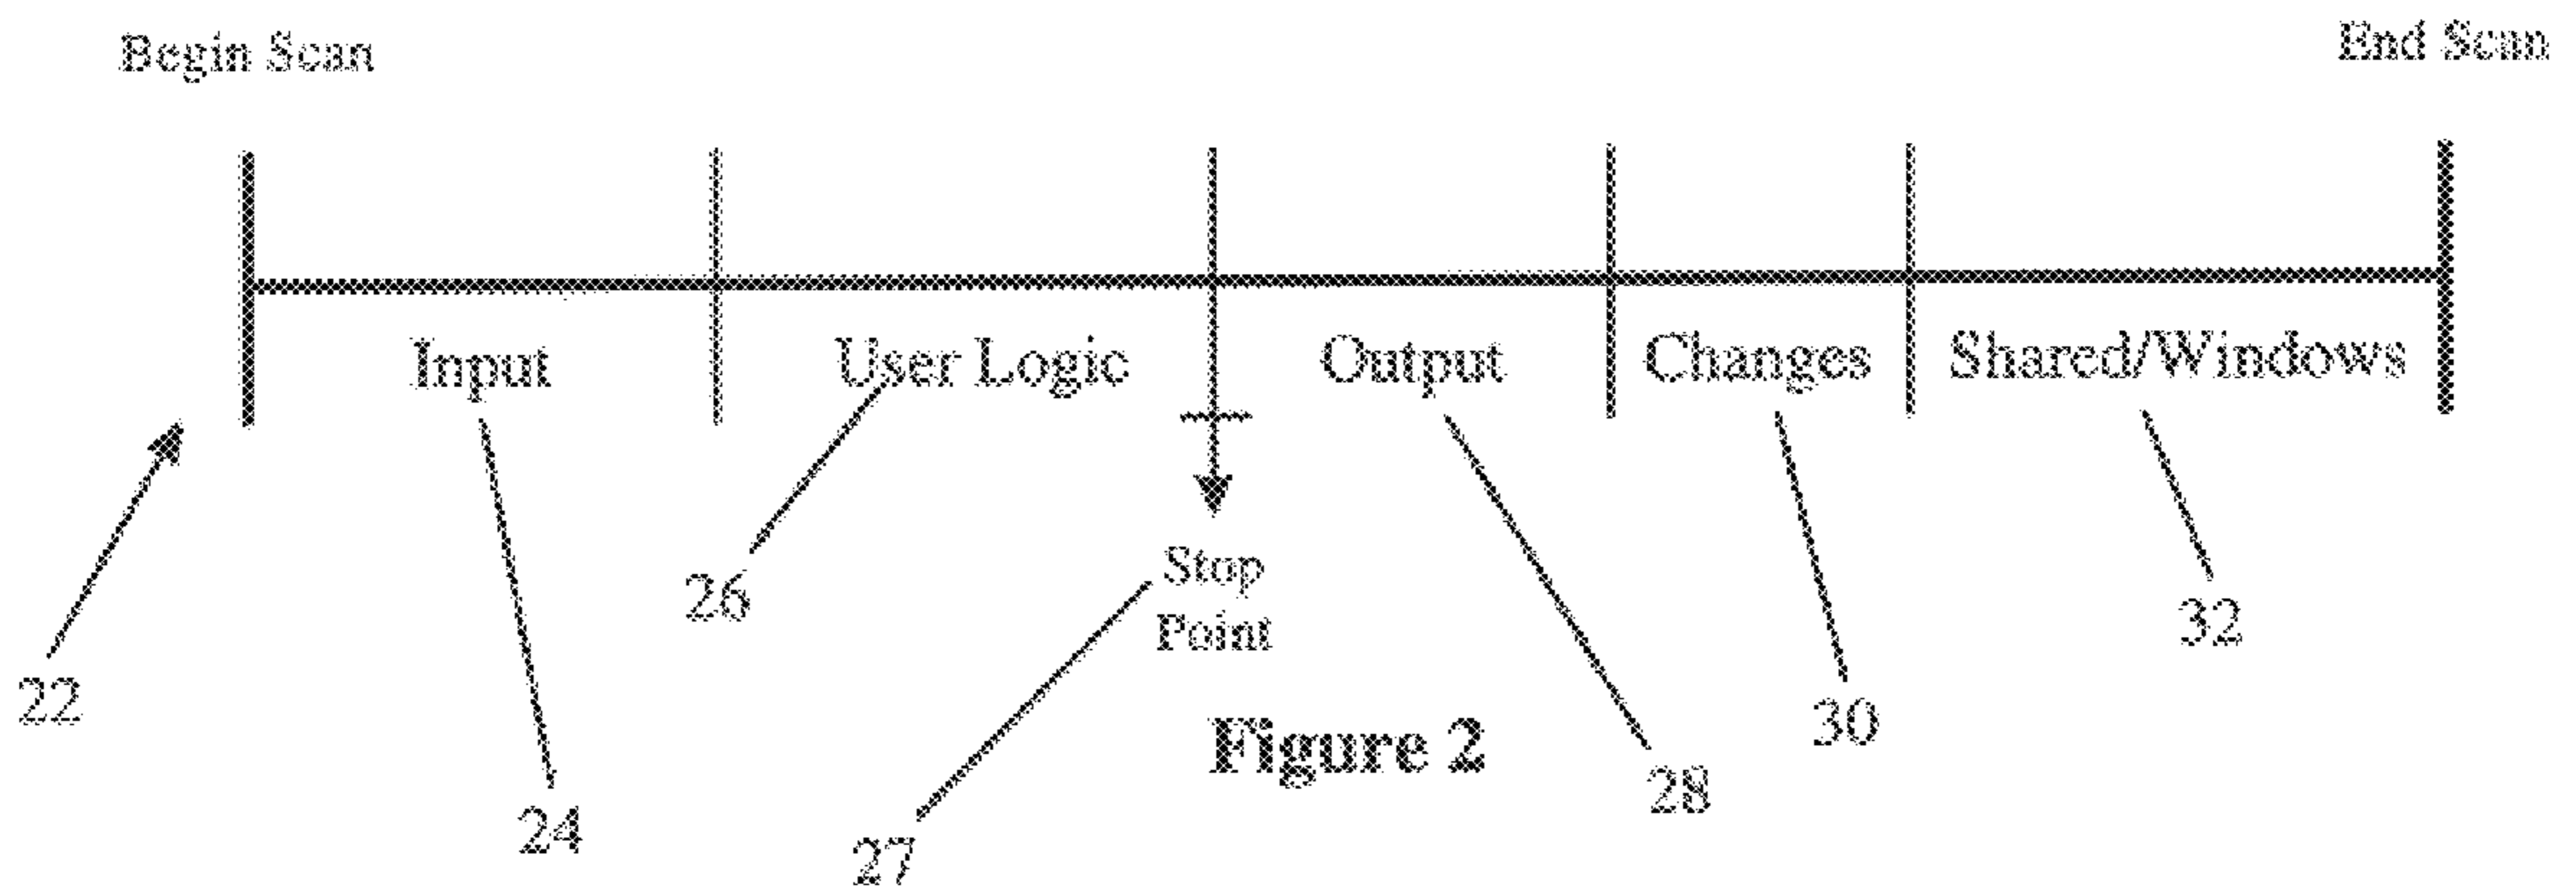 Begin Scan End Scan
Input User Logic Output Changes Shared/Windows
26 Stop
Point
32
22
Figure 2
30
28
24
27